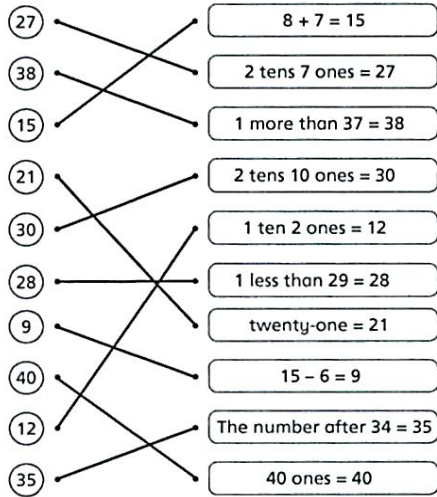 27 8 + 7 = 15
38 2 tens 7 ones = 27
15 1 more than 37 = 38
21 2 tens 10 ones = 30
30 1 ten 2 ones = 12
28 1 less than 29 = 28
9 twenty-one = 21
40 15 – 6 = 9
12 The number after 34 = 35
35 40 ones = 40